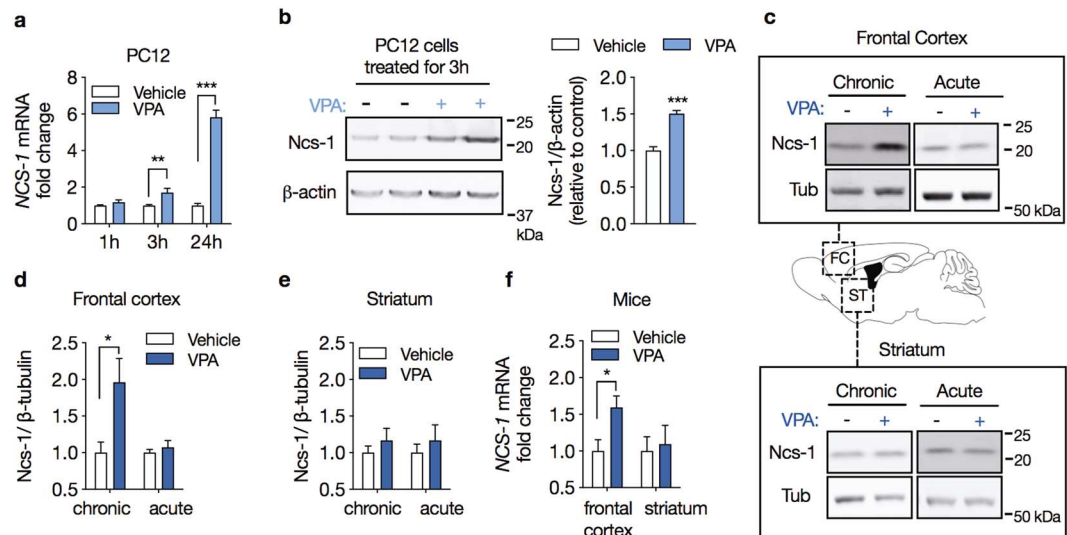 a
PC12
NCS-1 mRNA
fold change
8
6
4
2
0
Vehicle
VPA
**
***
1h
3h
24h
b
PC12 cells
treated for 3h
VPA: - - + +
Ncs-1
β-actin
25
20
37
kDa
Vehicle
VPA
Ncs-1/β-actin
(relative to control)
2.0
1.5
1.0
0.5
0.0
***
c
Frontal Cortex
Chronic Acute
VPA: - + - +
Ncs-1
Tub
25
20
50 kDa
FC
ST
Striatum
Chronic Acute
VPA: - + - +
Ncs-1
Tub
25
20
50 kDa
d
Frontal cortex
Ncs-1/ β-tubulin
2.5
2.0
1.5
1.0
0.5
*
Vehicle
VPA
chronic acute
e
Striatum
Ncs-1/ β-tubulin
2.5
2.0
1.5
1.0
0.5
Vehicle
VPA
chronic acute
f
Mice
NCS-1 mRNA
fold change
2.5
2.0
1.5
1.0
0.5
*
Vehicle
VPA
frontal striatum
cortex